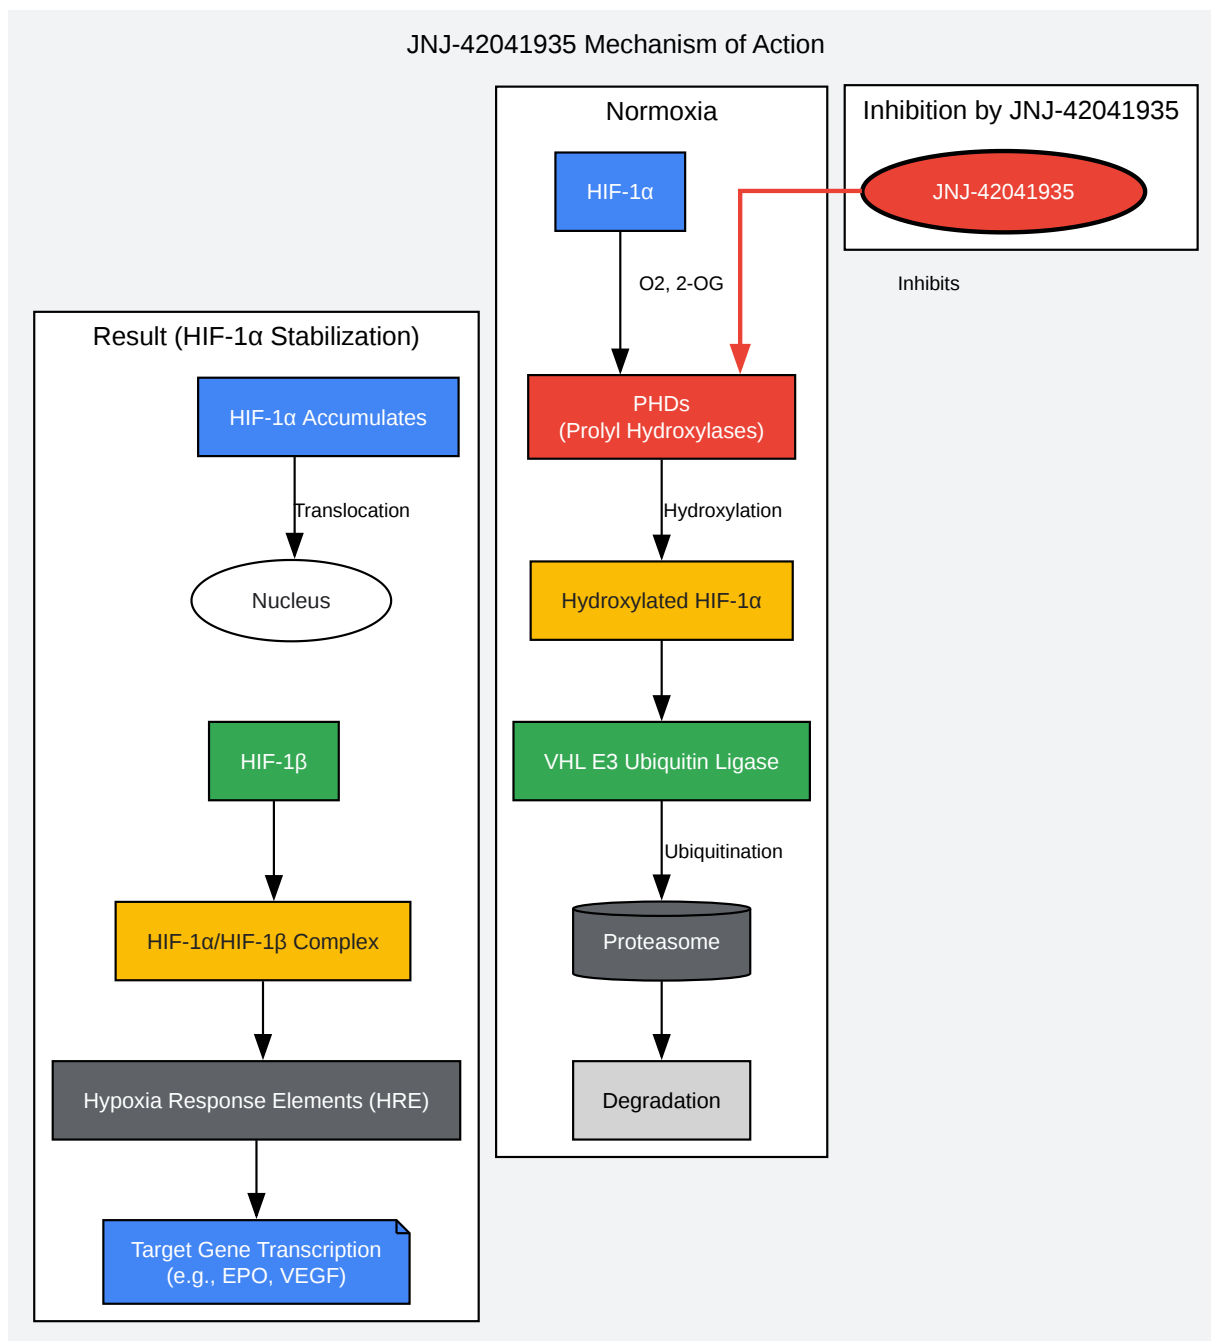 JNJ-42041935 Mechanism of Action
Normoxia
HIF-1α
O2, 2-OG
PHDs
(Prolyl Hydroxylases)
Hydroxylation
Hydroxylated HIF-1α
VHL E3 Ubiquitin Ligase
Ubiquitination
Proteasome
Degradation
Inhibition by JNJ-42041935
JNJ-42041935
Inhibits
Result (HIF-1α Stabilization)
HIF-1α Accumulates
Translocation
Nucleus
HIF-1β
HIF-1α/HIF-1β Complex
Hypoxia Response Elements (HRE)
Target Gene Transcription
(e.g., EPO, VEGF)